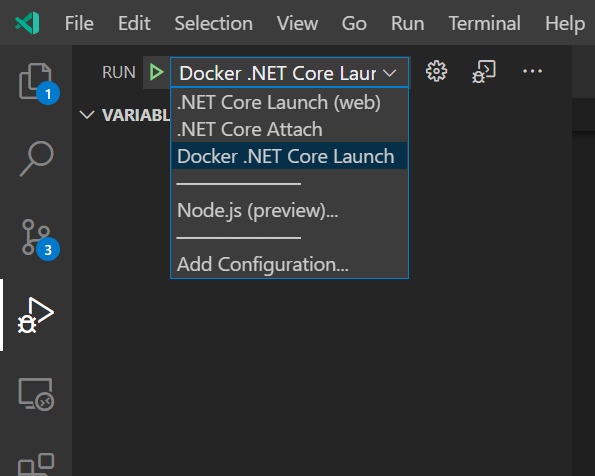 File Edit Selection View Go Run Terminal Help
RUN Docker .NET Core Laur
1
VARIABL
.NET Core Launch (web)
.NET Core Attach
Docker .NET Core Launch
Node.js (preview)...
3
Add Configuration...